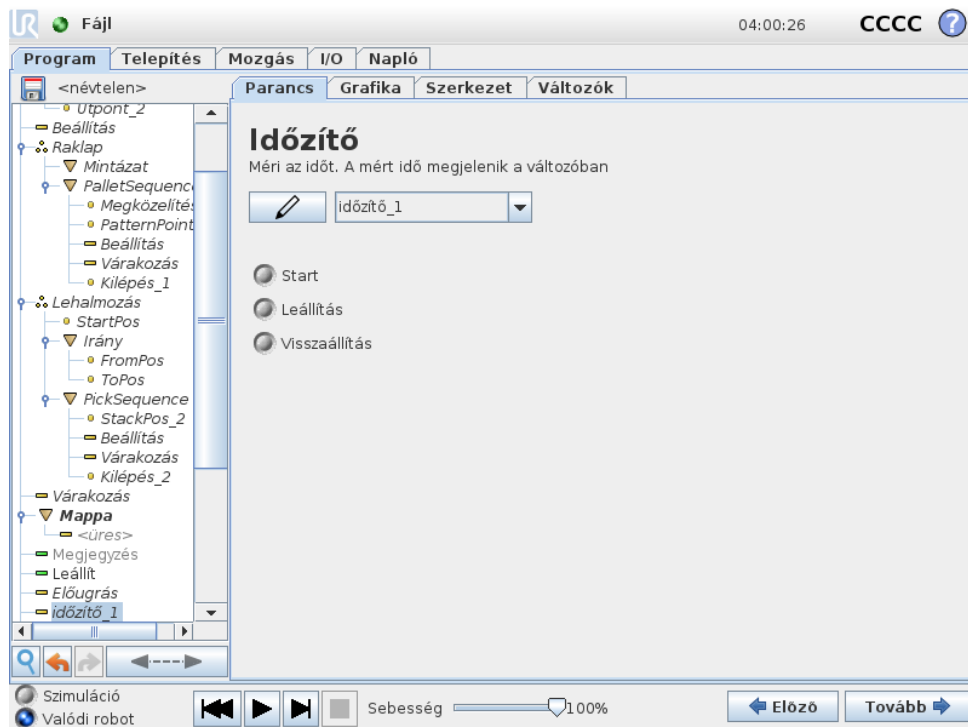 UR Fájl 04:00:26 CCCC ?
Program Telepítés Mozgás I/O Napló
<névtelen> Parancs Grafika Szerkezet Változók
Útpont_2
Beállítás
Raklap
Mintázat
PalletSequenc
Megközelítés
PatternPoint
Beállítás
Várakozás
Kilépés_1
Lehalmozás
StartPos
Irány
FromPos
ToPos
PickSequence
StackPos_2
Beállítás
Várakozás
Kilépés_2
Várakozás
Mappa
<üres>
Megjegyzés
Leállít
Előugrás
időzítő_1
Időzítő
Méri az időt. A mért idő megjelenik a változóban
időzítő_1
Start
Leállítás
Visszaállítás
Szimuláció
Valódi robot
Sebesség 100%
Előző Tovább